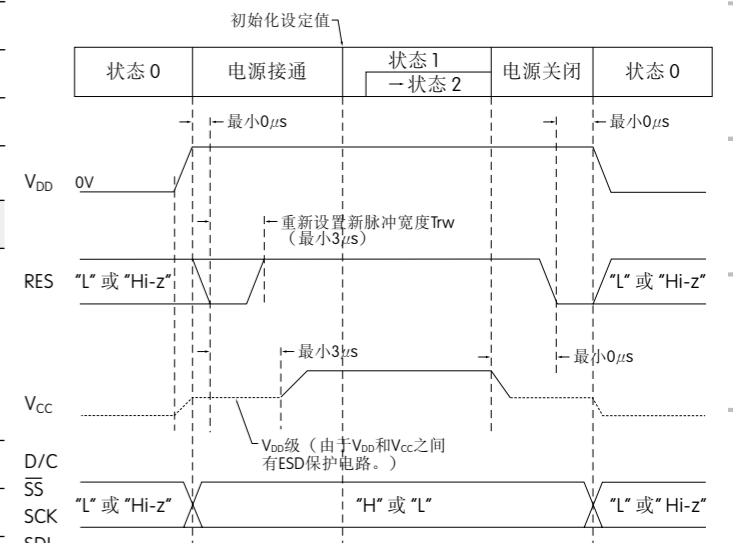 初始化设定值
状态 0
电源接通
状态 1
→状态 2
电源关闭
状态 0
最小0μs
最小0μs
VDD
0V
重新设置新脉冲宽度Trw
（最小3μs）
RES
"L" 或 "Hi-z"
"L" 或 "Hi-z"
最小3μs
最小0μs
VCC
VDD级（由于VDD和VCC之间
有ESD保护电路。）
D/C
SS
SCK
"L" 或 "Hi-z"
"H" 或 "L"
"L" 或" Hi-z"
SDI